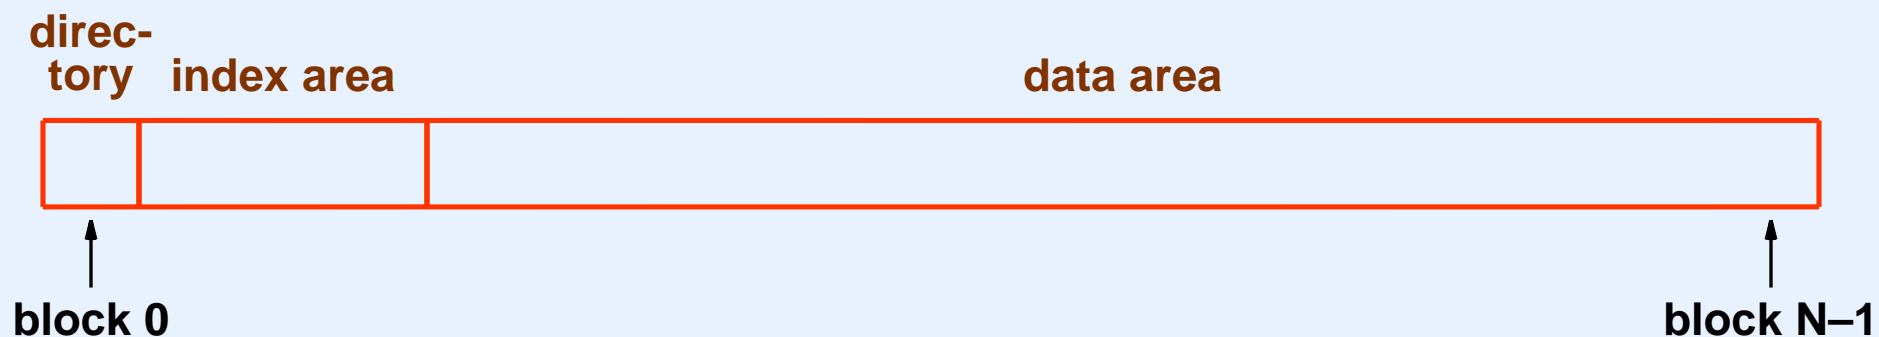 direc-
tory
index area
data area
block 0
block N–1